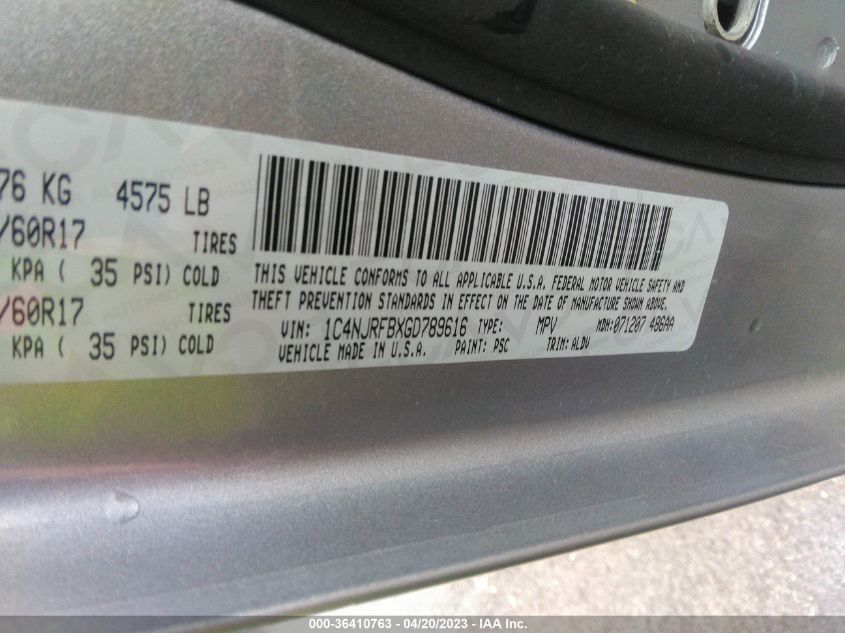 76 KG 4575 LB
/60R17 TIRES
KPA ( 35 PSI) COLD
/60R17 TIRES
KPA ( 35 PSI) COLD
THIS VEHICLE CONFORMS TO ALL APPLICABLE U.S.A. FEDERAL MOTOR VEHICLE SAFETY AND
THEFT PREVENTION STANDARDS IN EFFECT ON THE DATE OF MANUFACTURE SHOWN ABOVE.
VIN: 1C4NJRFBXGD789616 TYPE: MPV MDH: 071207 486AA
VEHICLE MADE IN U.S.A. PAINT: PSC TRIM: ALDV
000-36410763 - 04/20/2023 - IAA Inc.